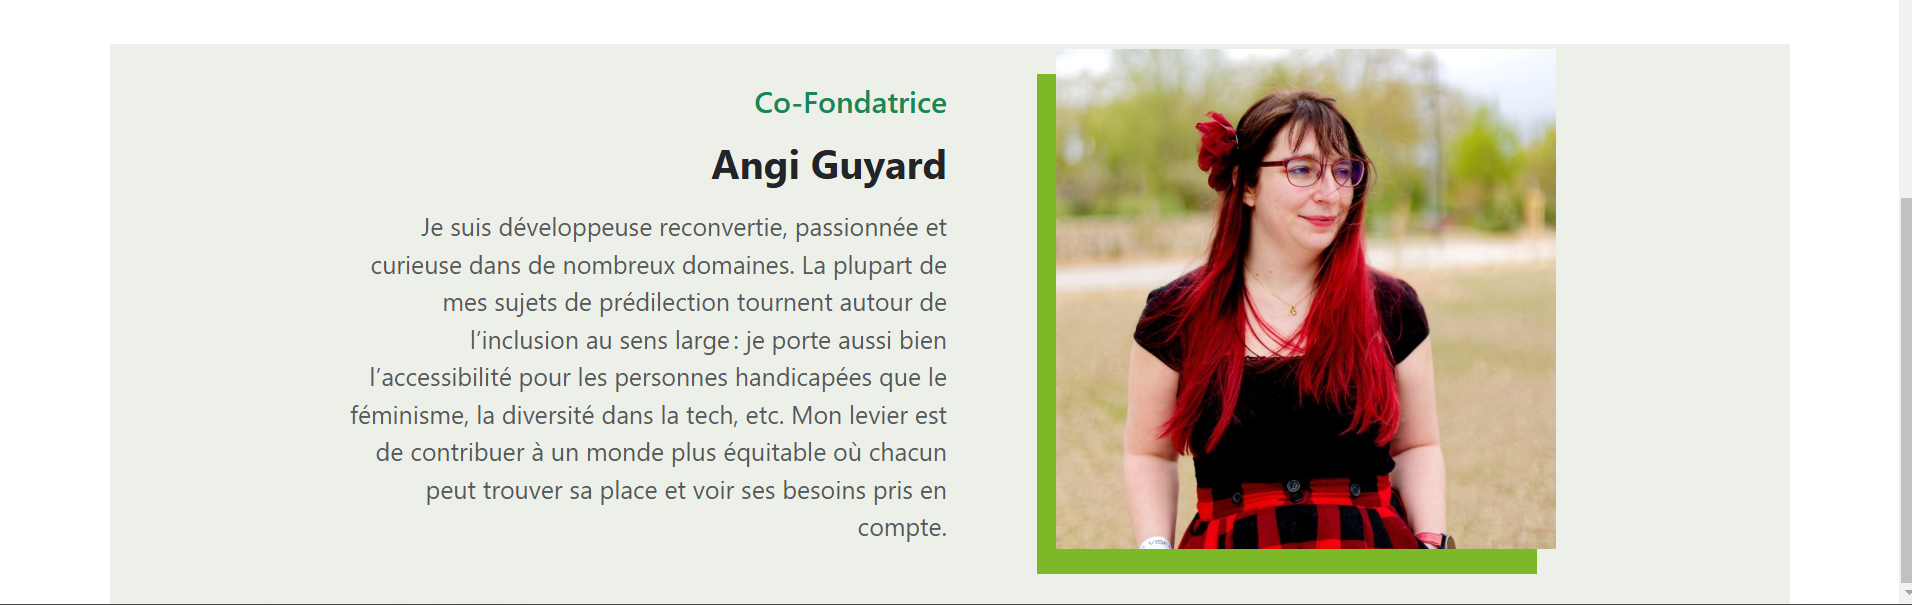 Co-Fondatrice
Angi Guyard
Je suis développeuse reconvertie, passionnée et
curieuse dans de nombreux domaines. La plupart de
mes sujets de prédilection tournent autour de
l’inclusion au sens large : je porte aussi bien
l’accessibilité pour les personnes handicapées que le
féminisme, la diversité dans la tech, etc. Mon levier est
de contribuer à un monde plus équitable où chacun
peut trouver sa place et voir ses besoins pris en
compte.